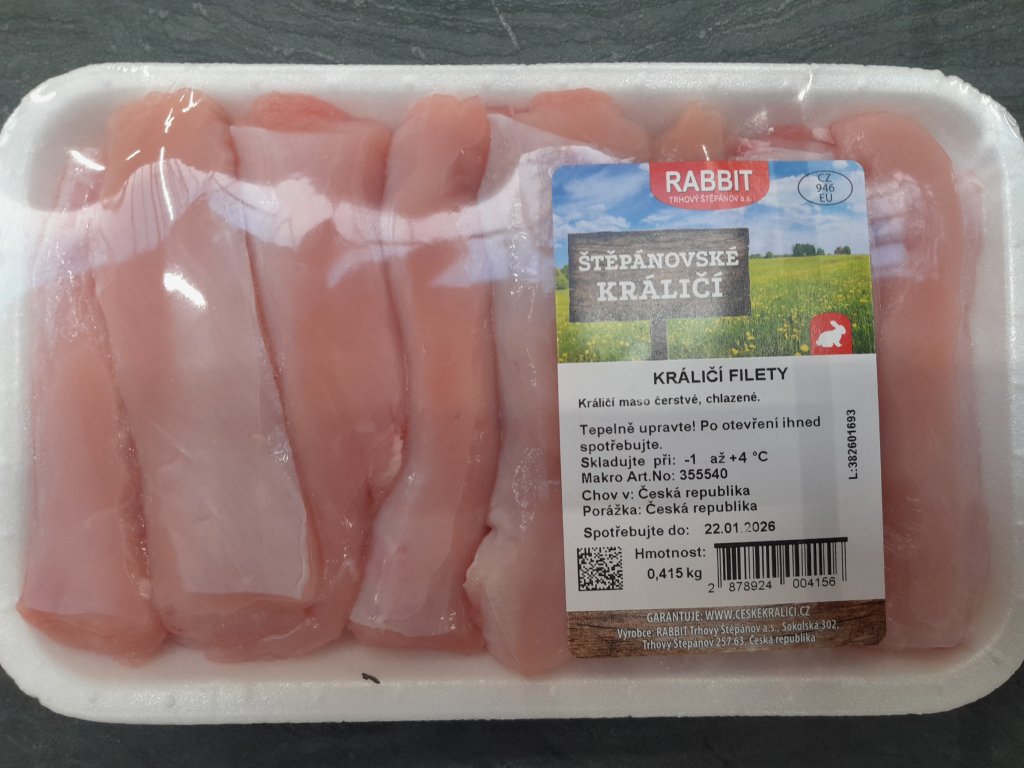 RABBIT
TRHOVÝ ŠTĚPÁNOV a.s.
CZ
946
EU
ŠTĚPÁNOVSKÉ
KRÁLIČÍ
KRÁLIČÍ FILETY
Králičí maso čerstvé, chlazené.
Tepelně upravte! Po otevření ihned
spotřebujte.
Skladujte při: -1 až +4 °C
Makro Art.No: 355540
Chov v: Česká republika
Porážka: Česká republika
Spotřebujte do: 22.01.2026
Hmotnost:
0,415 kg
2 878924 004156
L:382601693
GARANTUJE: WWW.CESKEKRALICI.CZ
Výrobce: RABBIT Trhový Štěpánov a.s., Sokolská 302,
Trhový Štěpánov 257 63, Česká republika